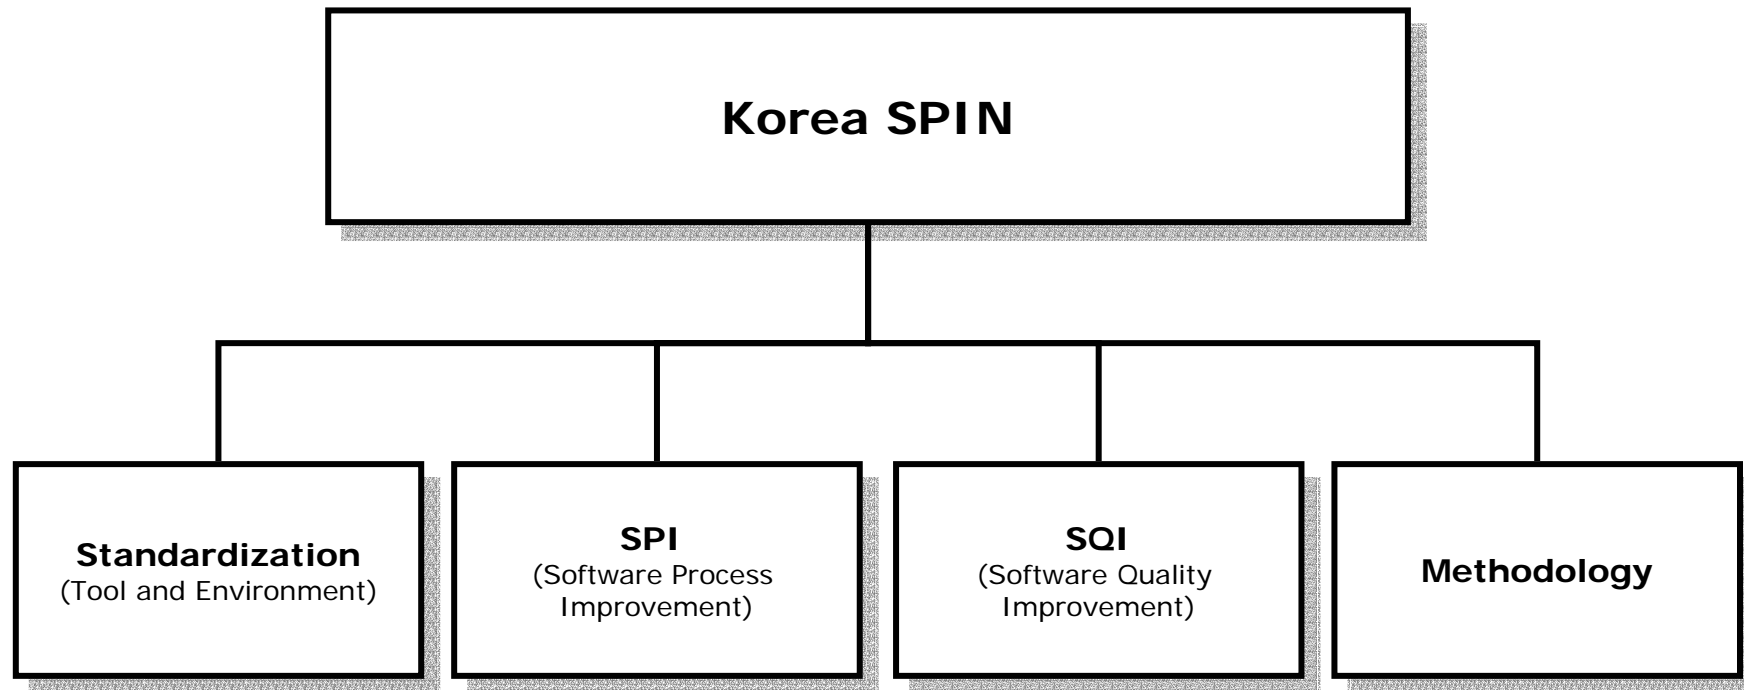 Korea SPIN
Standardization
(Tool and Environment)
SPI
(Software Process
Improvement)
SQI
(Software Quality
Improvement)
Methodology